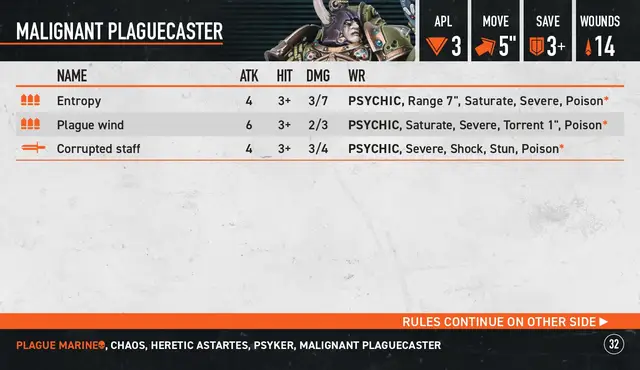 MALIGNANT PLAGUECASTER
APL MOVE SAVE WOUNDS
3 5" 3+ 14
NAME ATK HIT DMG WR
Entropy 4 3+ 3/7 PSYCHIC, Range 7", Saturate, Severe, Poison*
Plague wind 6 3+ 2/3 PSYCHIC, Saturate, Severe, Torrent 1", Poison*
Corrupted staff 4 3+ 3/4 PSYCHIC, Severe, Shock, Stun, Poison*
RULES CONTINUE ON OTHER SIDE ▶
PLAGUE MARINE, CHAOS, HERETIC ASTARTES, PSYKER, MALIGNANT PLAGUECASTER 32